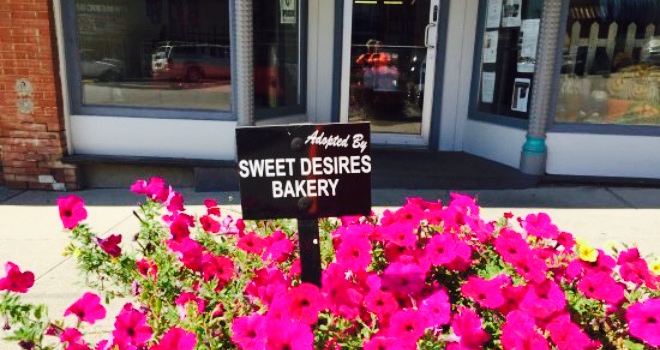 Adopted By
SWEET DESIRES
BAKERY